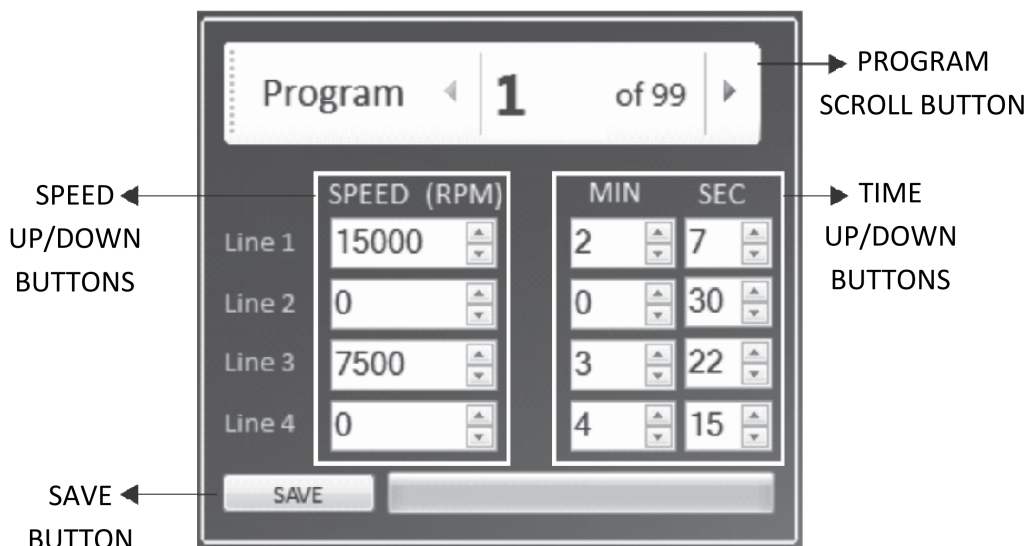 Program 1 of 99
PROGRAM
SCROLL BUTTON
SPEED
UP/DOWN
BUTTONS
SPEED (RPM) MIN SEC
Line 1 15000 2 7
Line 2 0 0 30
Line 3 7500 3 22
Line 4 0 4 15
TIME
UP/DOWN
BUTTONS
SAVE
BUTTON
SAVE